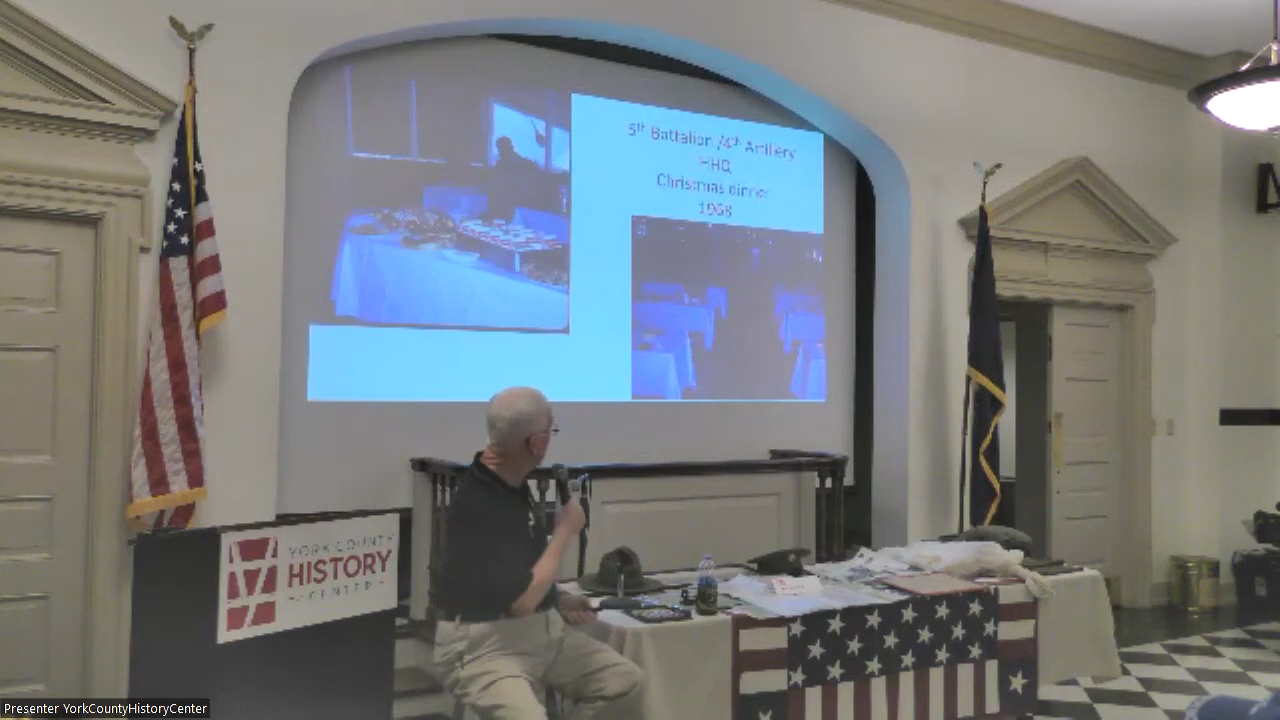 5th Battalion /4th Artillery
HHQ
Christmas dinner
1968
YORK COUNTY
HISTORY
CENTER
Presenter YorkCountyHistoryCenter